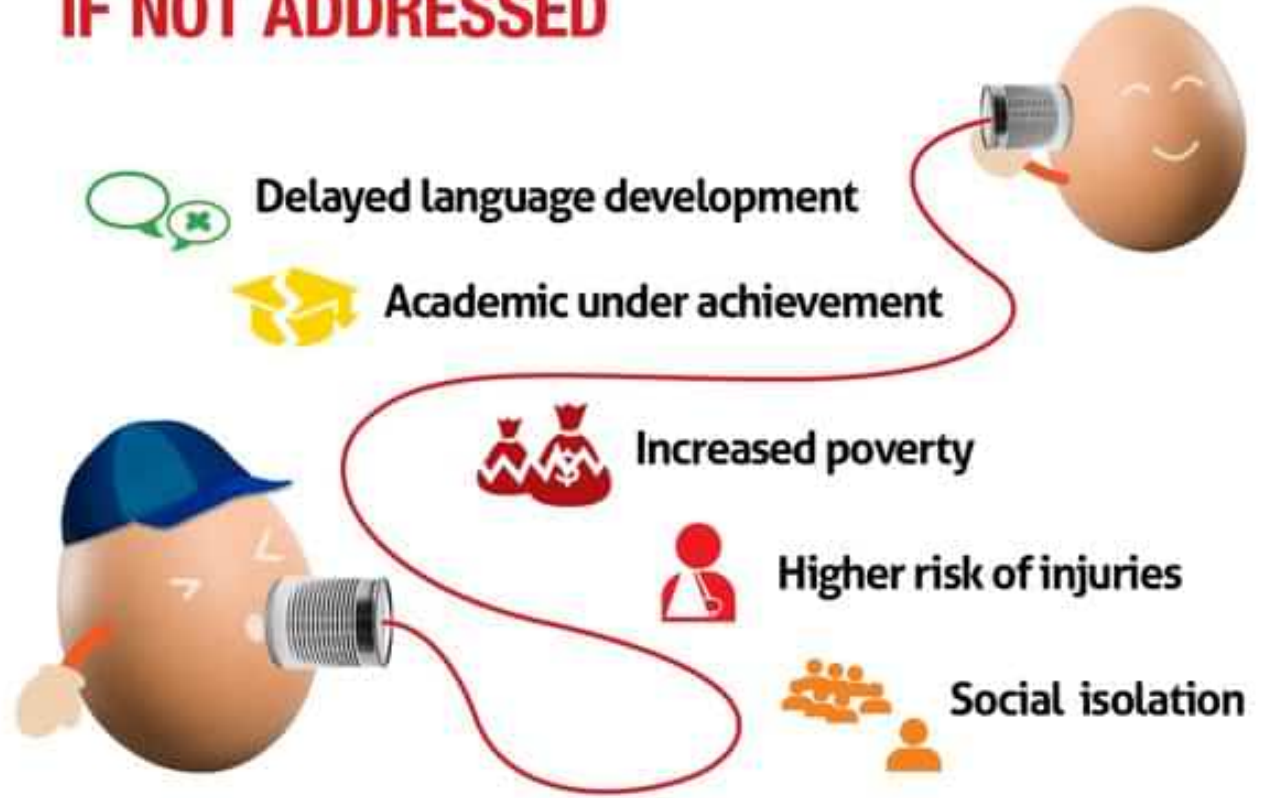 IF NOT ADDRESSED
Delayed language development
Academic under achievement
Increased poverty
Higher risk of injuries
Social isolation